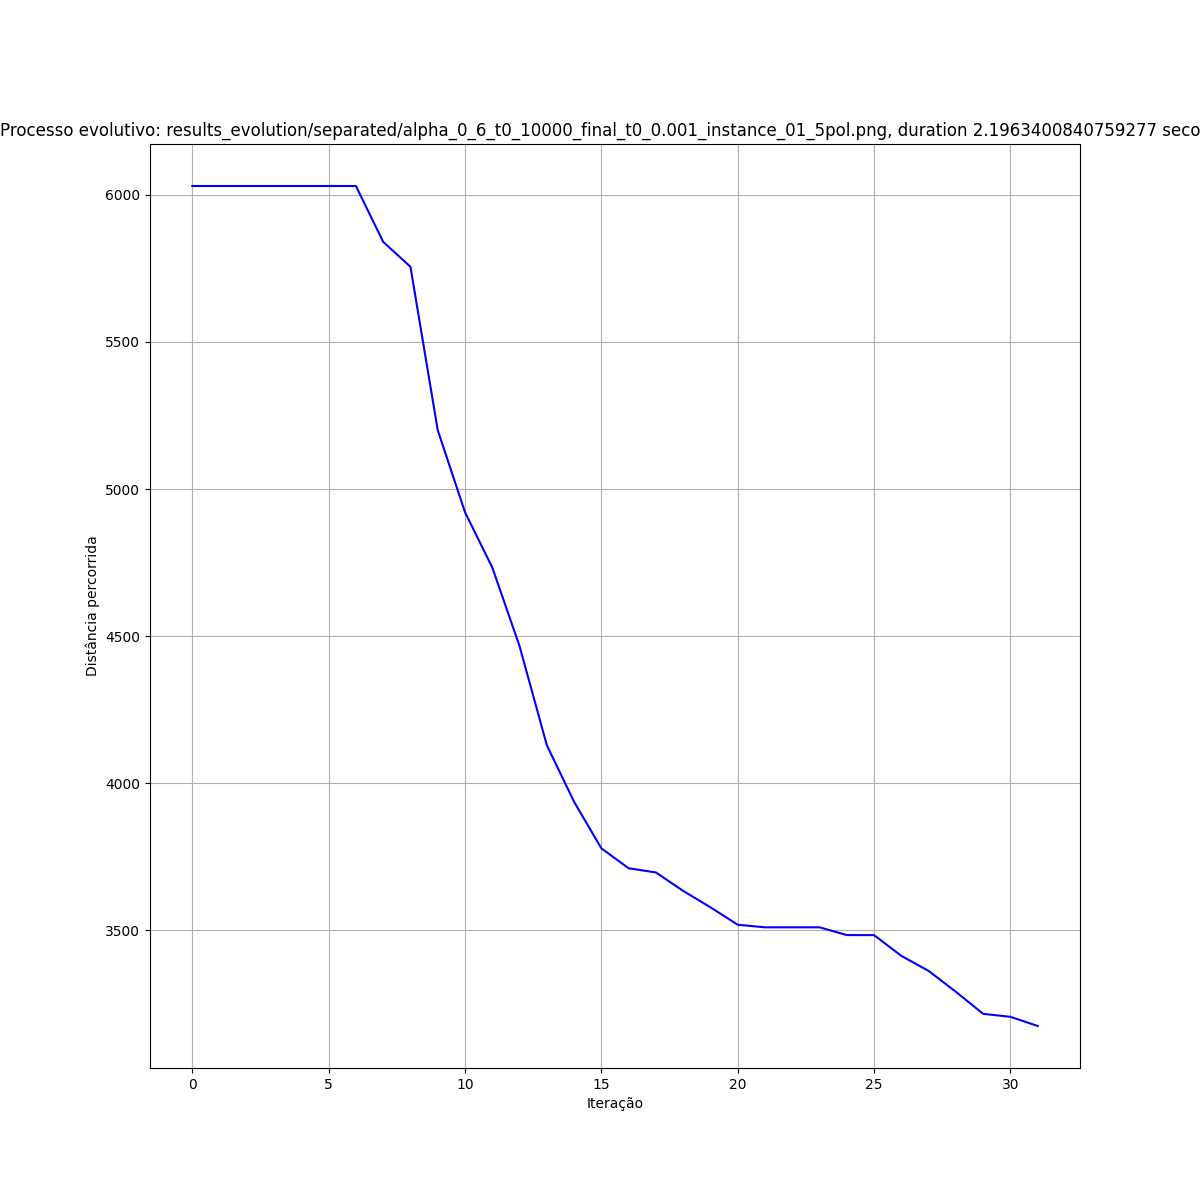 Processo evolutivo: results_evolution/separated/alpha_0_6_t0_10000_final_t0_0.001_instance_01_5pol.png, duration 2.1963400840759277 seco
6000
5500
5000
4500
4000
3500
Distância percorrida
0 5 10 15 20 25 30
Iteração